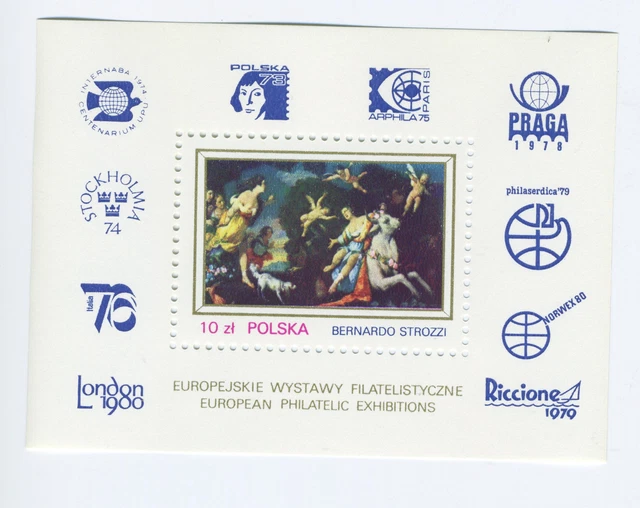 INTERNABA 1974
CENTENARIUM UPU
POLSKA
73
ARPHILA 75
PARIS
PRAGA
1978
STOCKHOLMIA
74
philaserdica'79
Italia
76
NORWEX 80
10 zł POLSKA
BERNARDO STROZZI
London
1980
EUROPEJSKIE WYSTAWY FILATELISTYCZNE
EUROPEAN PHILATELIC EXHIBITIONS
Riccione
1979